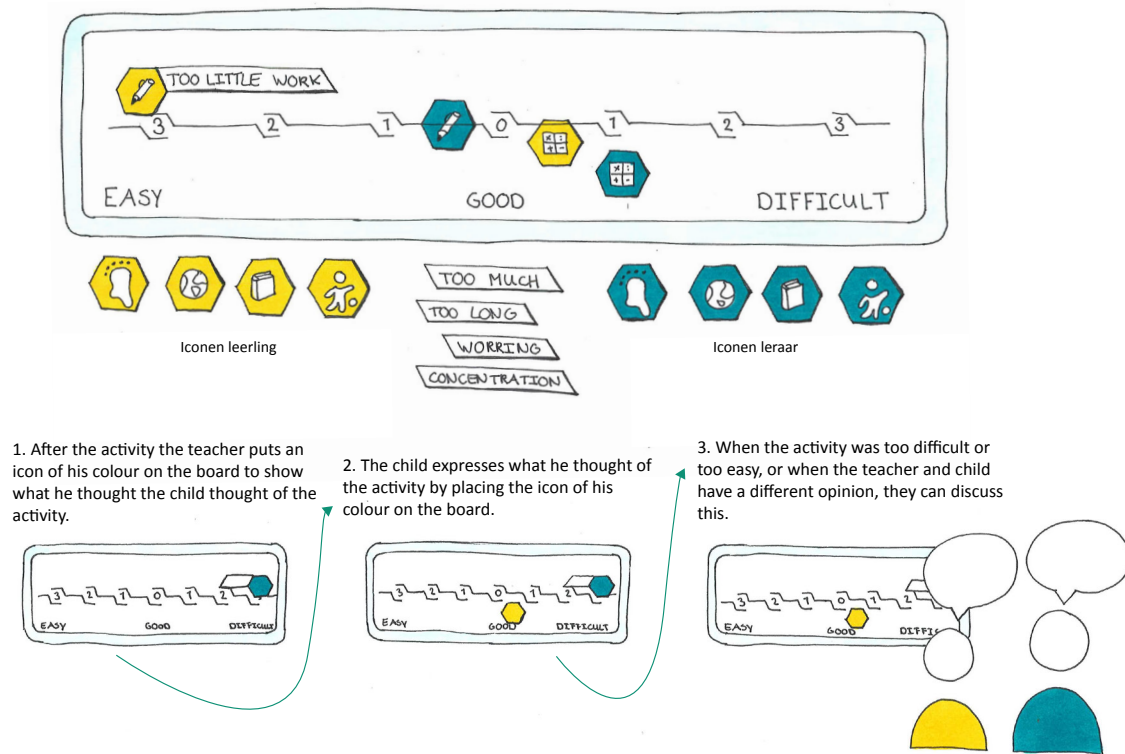 TOO LITTLE WORK
3 2 1 0 1 2 3
EASY GOOD DIFFICULT
x : + -
x : + -
TOO MUCH
TOO LONG
WORRING
CONCENTRATION
Iconen leerling
Iconen leraar
1. After the activity the teacher puts an
icon of his colour on the board to show
what he thought the child thought of the
activity.
3 2 1 0 1 2
EASY GOOD DIFFICULT
2. The child expresses what he thought of
the activity by placing the icon of his
colour on the board.
3 2 1 0 1 2
EASY GOOD DIFFICULT
3. When the activity was too difficult or
too easy, or when the teacher and child
have a different opinion, they can discuss
this.
3 2 1 0 1 2
EASY GOOD DIFFIC